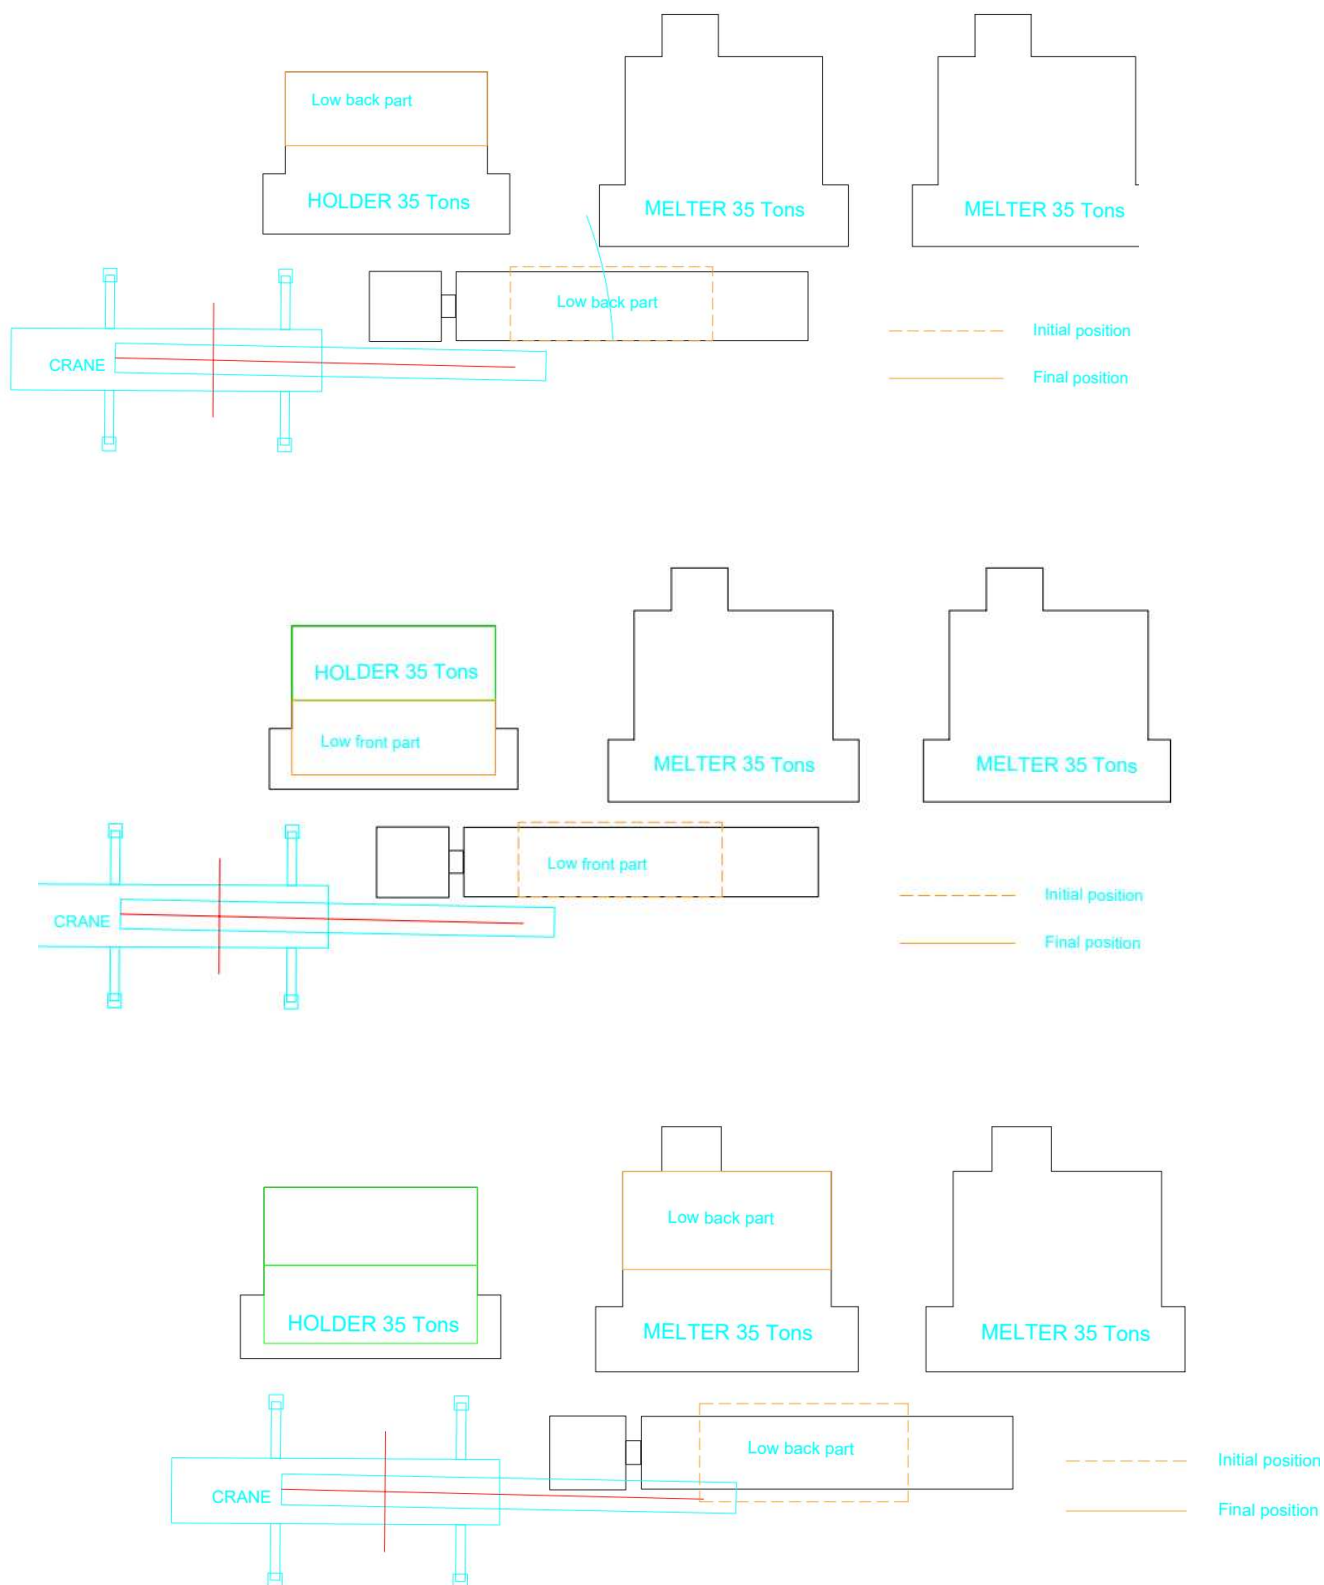 Low back part
HOLDER 35 Tons
MELTER 35 Tons
MELTER 35 Tons
Low back part
Initial position
CRANE
Final position
HOLDER 35 Tons
Low front part
MELTER 35 Tons
MELTER 35 Tons
Low front part
Initial position
CRANE
Final position
Low back part
HOLDER 35 Tons
MELTER 35 Tons
MELTER 35 Tons
Low back part
Initial position
CRANE
Final position